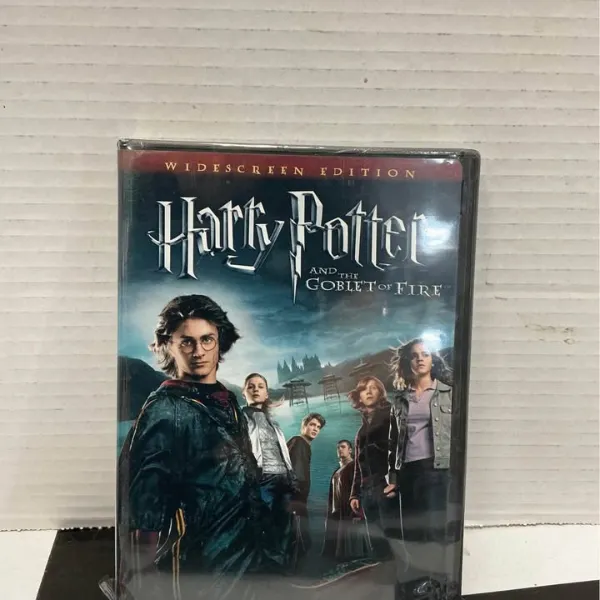 WIDESCREEN EDITION
Harry Potter
AND THE
GOBLET OF FIRE